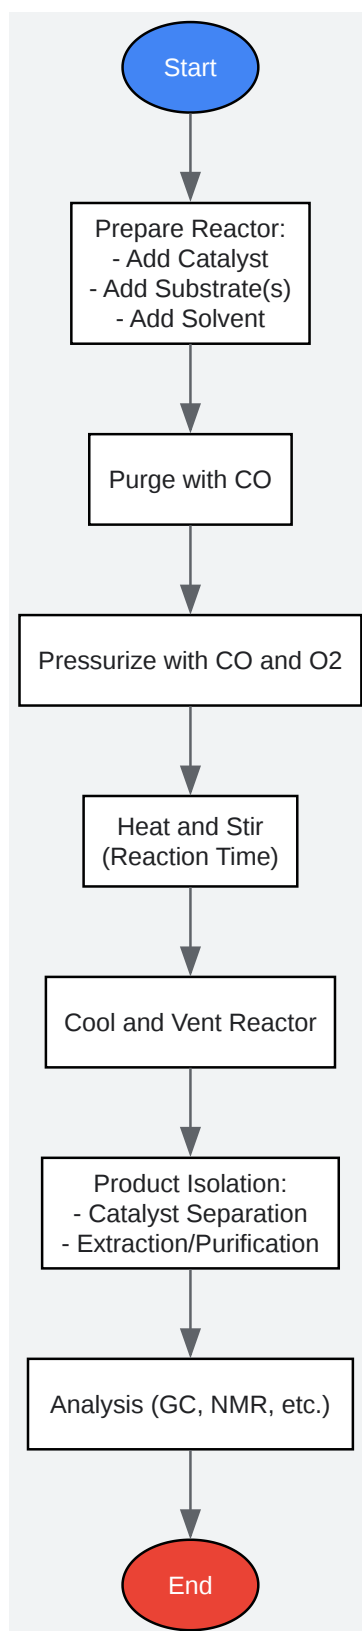 Start
Prepare Reactor:
- Add Catalyst
- Add Substrate(s)
- Add Solvent
Purge with CO
Pressurize with CO and O2
Heat and Stir
(Reaction Time)
Cool and Vent Reactor
Product Isolation:
- Catalyst Separation
- Extraction/Purification
Analysis (GC, NMR, etc.)
End